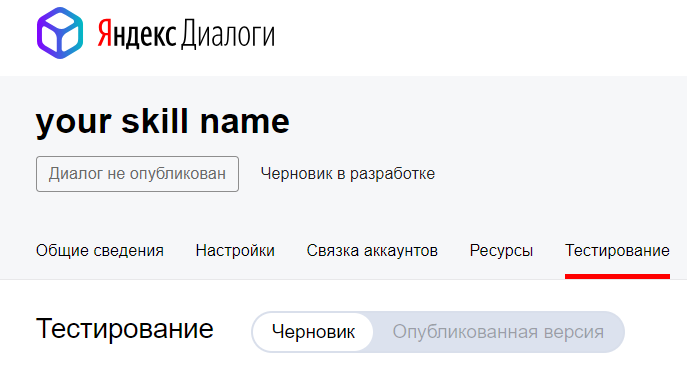 Яндекс Диалоги
your skill name
Диалог не опубликован Черновик в разработке
Общие сведения Настройки Связка аккаунтов Ресурсы Тестирование
Тестирование Черновик Опубликованная версия